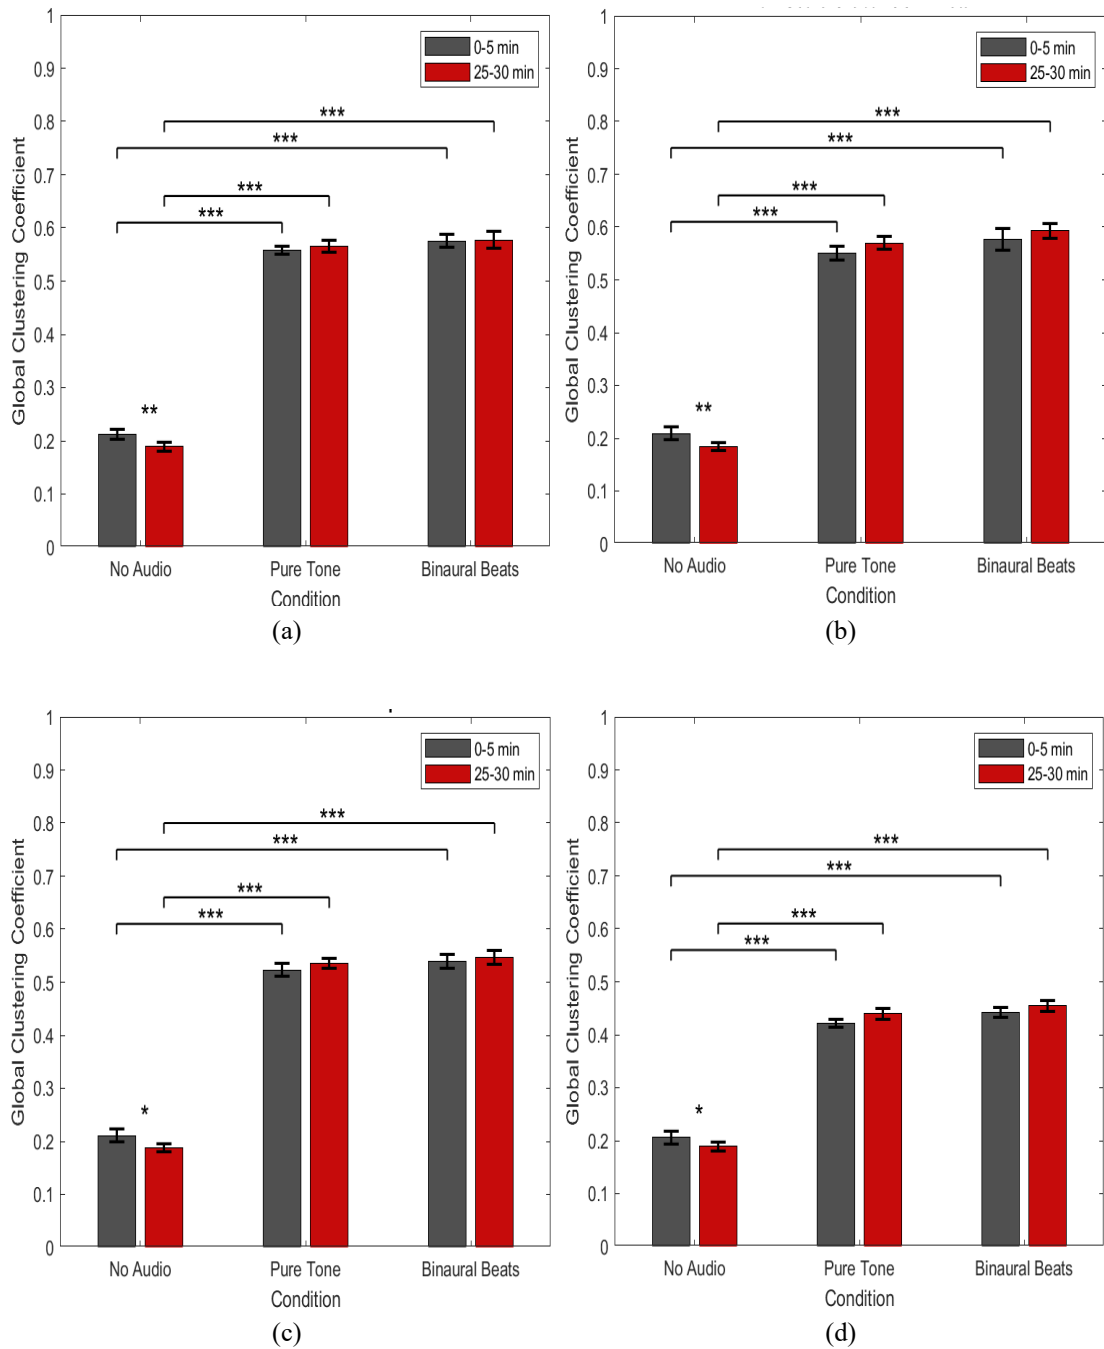 1
0-5 min
25-30 min
0.9
0.8
***
***
0.7
***
***
0.6
0.5
0.4
0.3
**
0.2
0.1
0
Global Clustering Coefficient
No Audio Pure Tone Binaural Beats
Condition
(a)
1
0-5 min
25-30 min
0.9
0.8
***
***
0.7
***
***
0.6
0.5
0.4
0.3
**
0.2
0.1
0
Global Clustering Coefficient
No Audio Pure Tone Binaural Beats
Condition
(b)
1
0-5 min
25-30 min
0.9
0.8
***
***
0.7
***
***
0.6
0.5
0.4
0.3
*
0.2
0.1
0
Global Clustering Coefficient
No Audio Pure Tone Binaural Beats
Condition
(c)
1
0-5 min
25-30 min
0.9
0.8
***
***
0.7
***
***
0.6
0.5
0.4
0.3
*
0.2
0.1
0
Global Clustering Coefficient
No Audio Pure Tone Binaural Beats
Condition
(d)